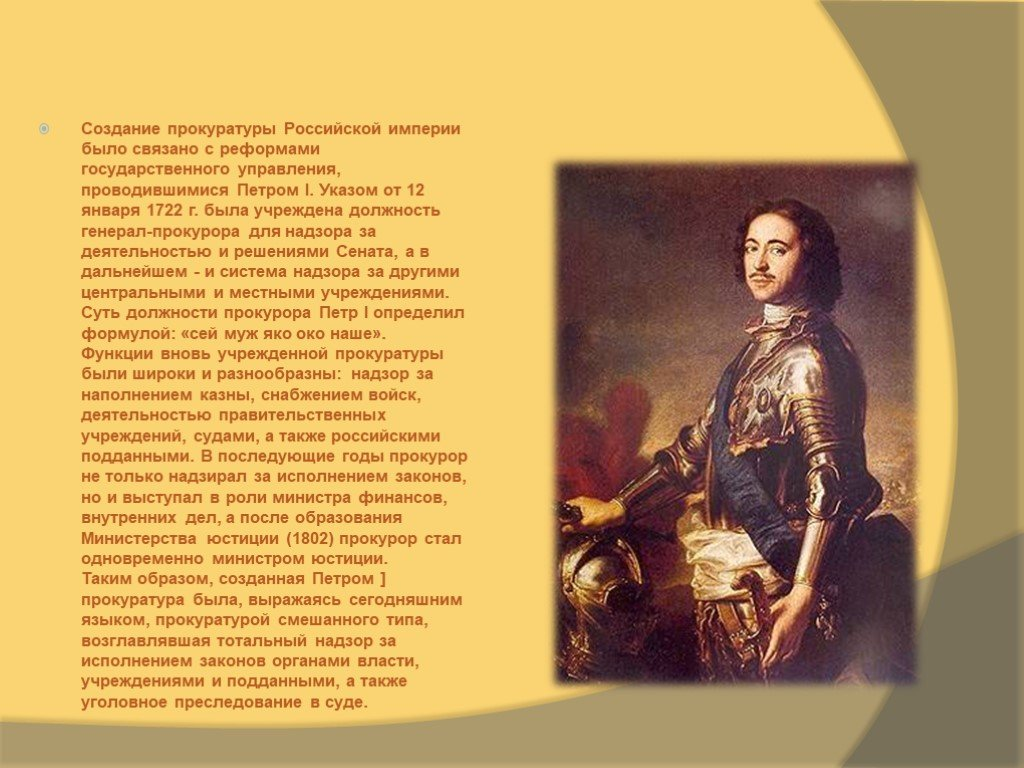 Создание прокуратуры Российской империи
было связано с реформами
государственного управления,
проводившимися Петром I. Указом от 12
января 1722 г. была учреждена должность
генерал-прокурора для надзора за
деятельностью и решениями Сената, а в
дальнейшем - и система надзора за другими
центральными и местными учреждениями.
Суть должности прокурора Петр I определил
формулой: «сей муж яко око наше».
Функции вновь учрежденной прокуратуры
были широки и разнообразны: надзор за
наполнением казны, снабжением войск,
деятельностью правительственных
учреждений, судами, а также российскими
подданными. В последующие годы прокурор
не только надзирал за исполнением законов,
но и выступал в роли министра финансов,
внутренних дел, а после образования
Министерства юстиции (1802) прокурор стал
одновременно министром юстиции.
Таким образом, созданная Петром ]
прокуратура была, выражаясь сегодняшним
языком, прокуратурой смешанного типа,
возглавлявшая тотальный надзор за
исполнением законов органами власти,
учреждениями и подданными, а также
уголовное преследование в суде.